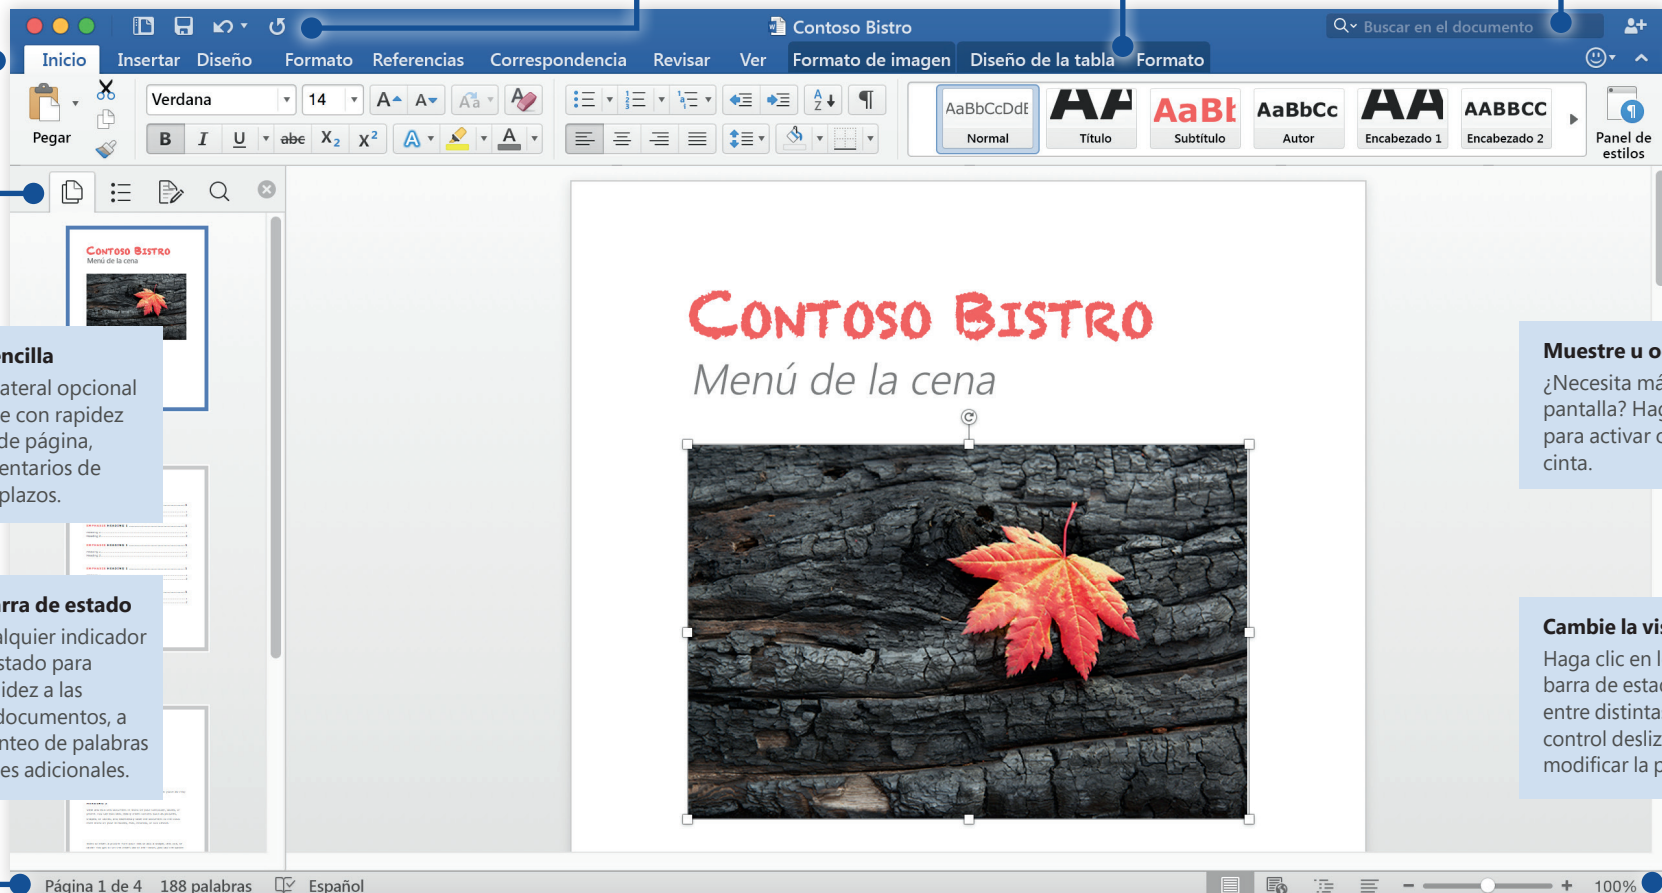 Contoso Bistro
Buscar en el documento
Inicio Insertar Diseño Formato Referencias Correspondencia Revisar Ver Formato de imagen Diseño de la tabla Formato
Pegar
Verdana 14
AaBbCcDdE AA AaBb AaBbCc AA AABBCC
Normal Título Subtítulo Autor Encabezado 1 Encabezado 2
Panel de
estilos
Contoso Bistro
Menú de la cena
ncilla
ateral opcional
e con rapidez
de página,
entarios de
plazos.
rra de estado
alquier indicador
stado para
idez a las
documentos, a
nteo de palabras
es adicionales.
Contoso Bistro
Menú de la cena
Muestre u o
¿Necesita má
pantalla? Hag
para activar o
cinta.
Cambie la vis
Haga clic en l
barra de estad
entre distinta
control desliz
modificar la p
Página 1 de 4 188 palabras Español
100%